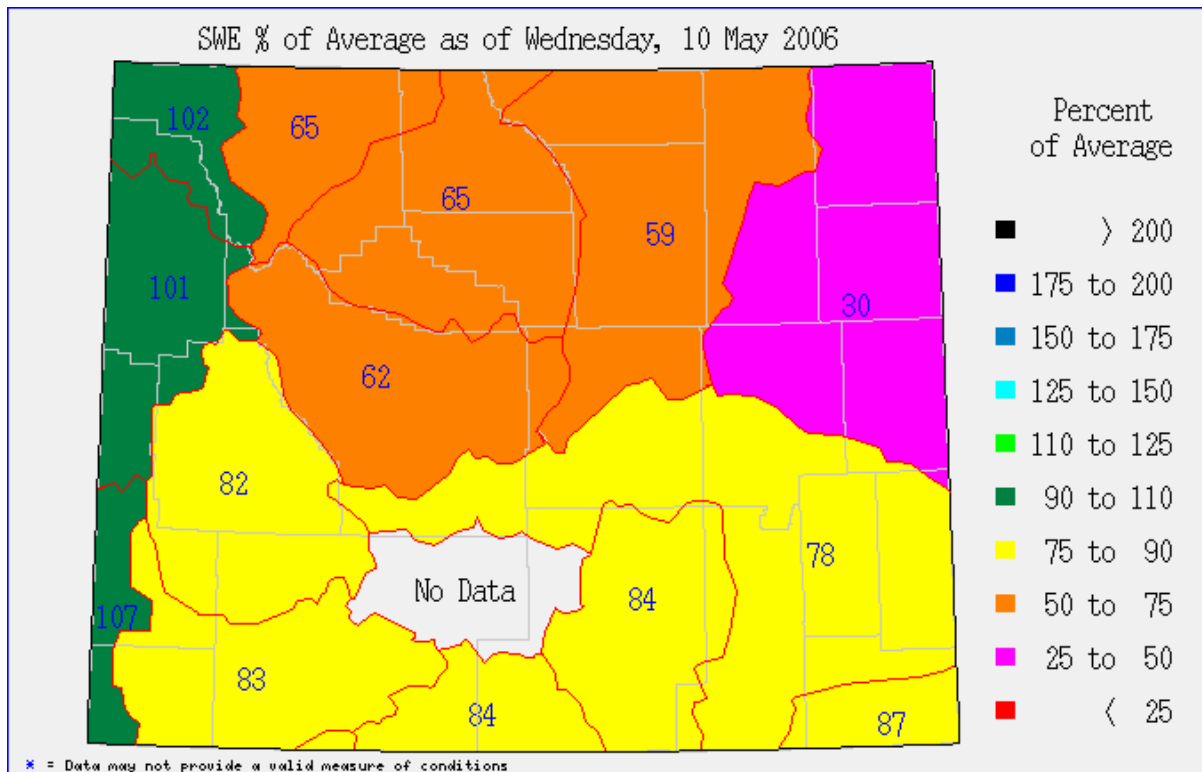 SWE % of Average as of Wednesday, 10 May 2006
102
65
65
59
101
30
62
82
78
No Data
84
107
83
84
87
Percent
of Average
> 200
175 to 200
150 to 175
125 to 150
110 to 125
90 to 110
75 to 90
50 to 75
25 to 50
< 25
* = Data may not provide a valid measure of conditions